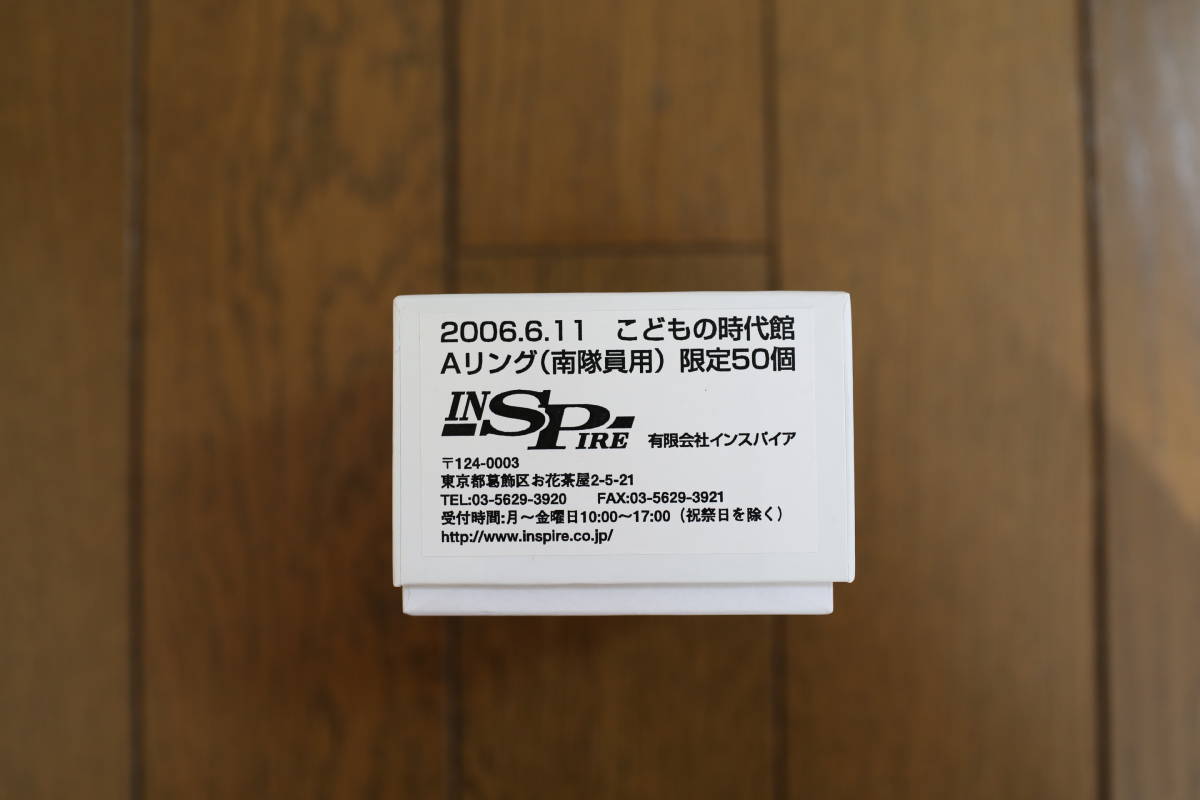 2006.6.11　こどもの時代館
Aリング（南隊員用）限定50個
INSPIRE 有限会社インスパイア
〒124-0003
東京都葛飾区お花茶屋2-5-21
TEL:03-5629-3920　FAX:03-5629-3921
受付時間:月～金曜日10:00～17:00（祝祭日を除く）
http://www.inspire.co.jp/